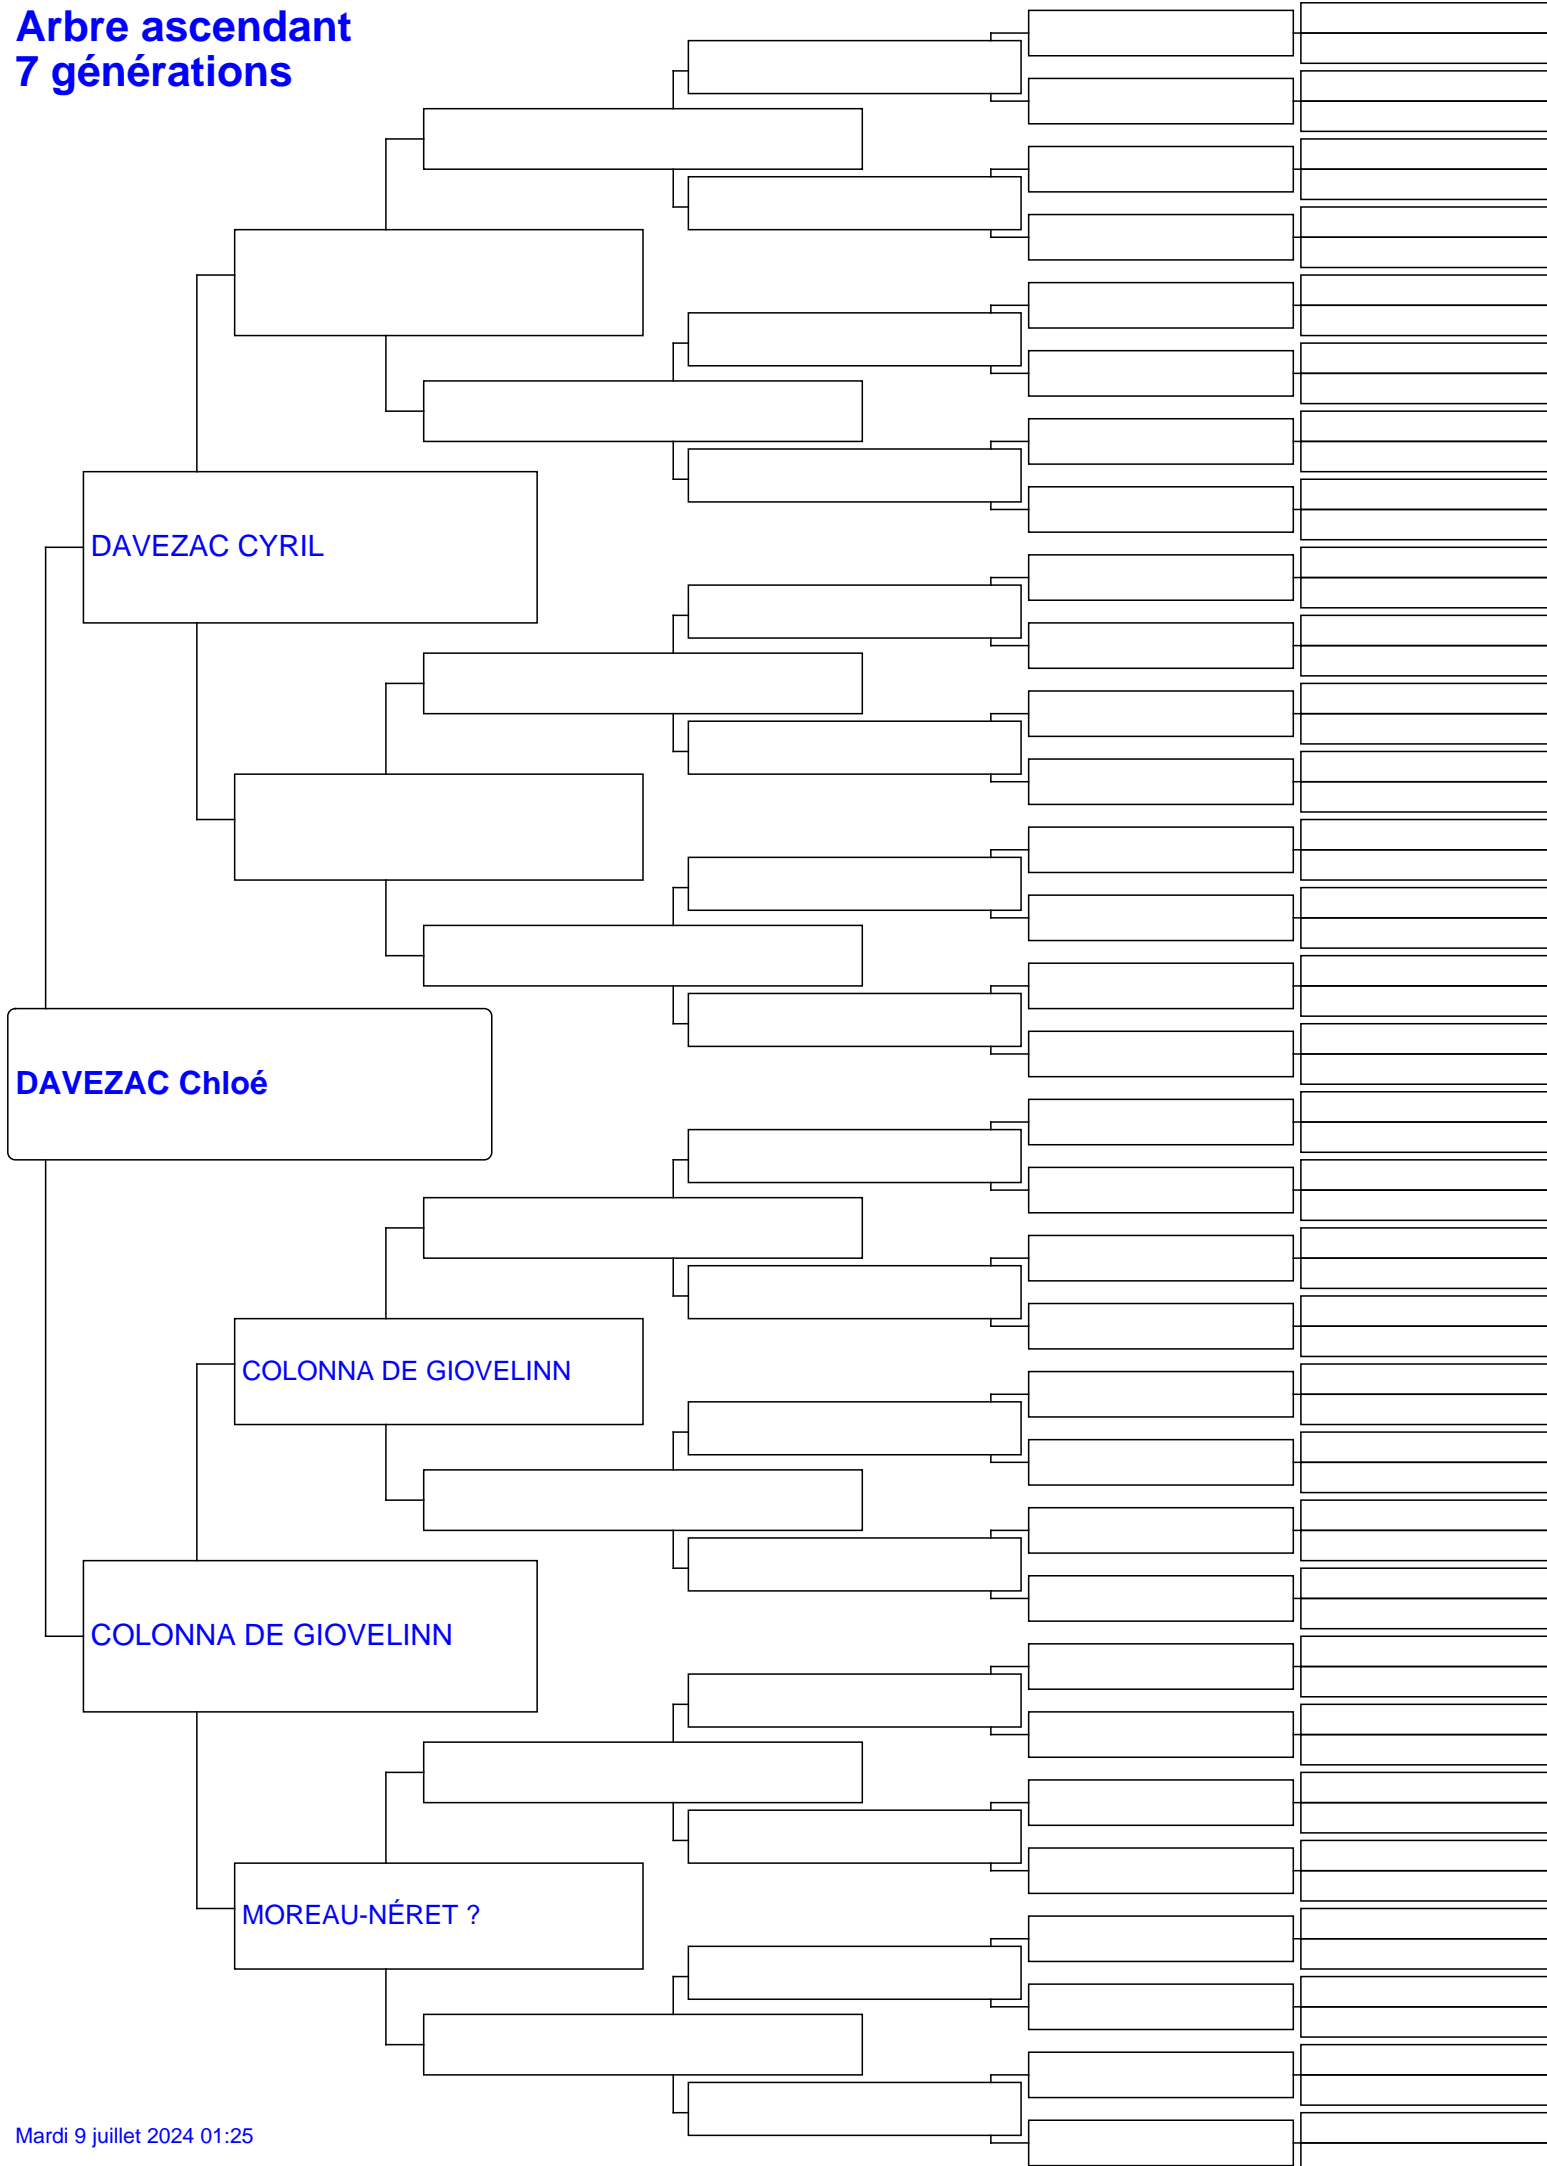 Arbre ascendant
7 générations
DAVEZAC CYRIL
DAVEZAC Chloé
COLONNA DE GIOVELINN
COLONNA DE GIOVELINN
MOREAU-NÉRET ?
Mardi 9 juillet 2024 01:25